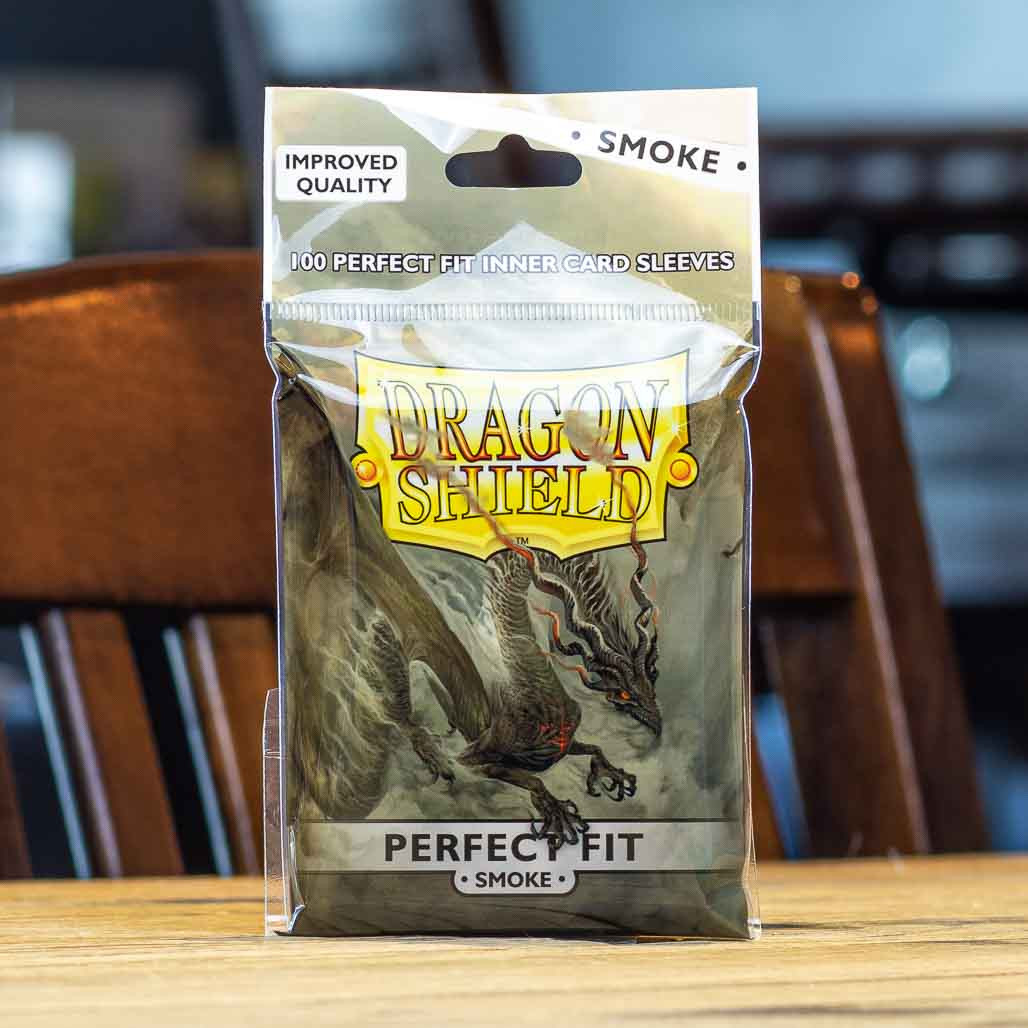 • SMOKE •
IMPROVED
QUALITY
100 PERFECT FIT INNER CARD SLEEVES
DRAGON
SHIELD
TM
PERFECT FIT
• SMOKE •